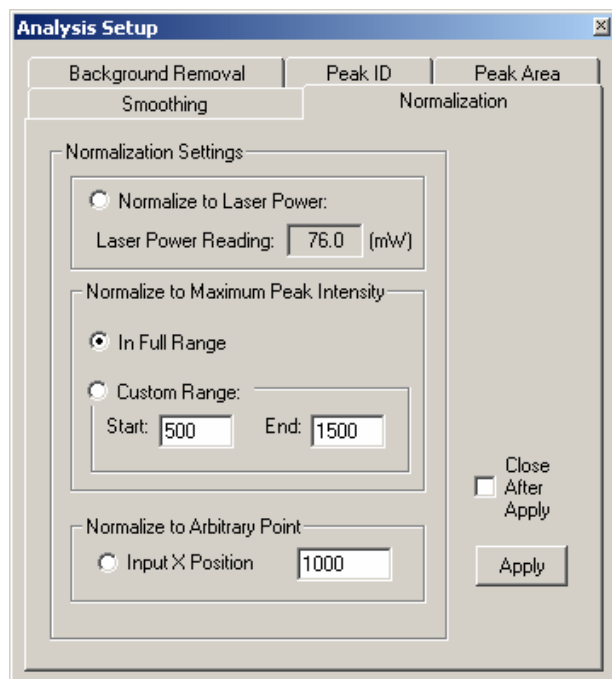 Analysis Setup
Background Removal
Peak ID
Peak Area
Smoothing
Normalization
Normalization Settings
Normalize to Laser Power:
Laser Power Reading: 76.0 (mW)
Normalize to Maximum Peak Intensity
In Full Range
Custom Range:
Start: 500 End: 1500
Close
After
Apply
Normalize to Arbitrary Point
Input X Position 1000
Apply